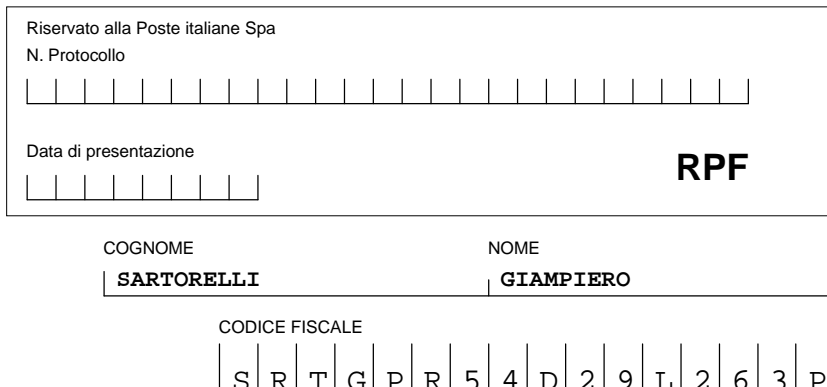 Riservato alla Poste italiane Spa
N. Protocollo
Data di presentazione
RPF
COGNOME NOME
SARTORELLI GIAMPIERO
CODICE FISCALE
S R T G P R 5 4 D 2 9 L 2 6 3 P